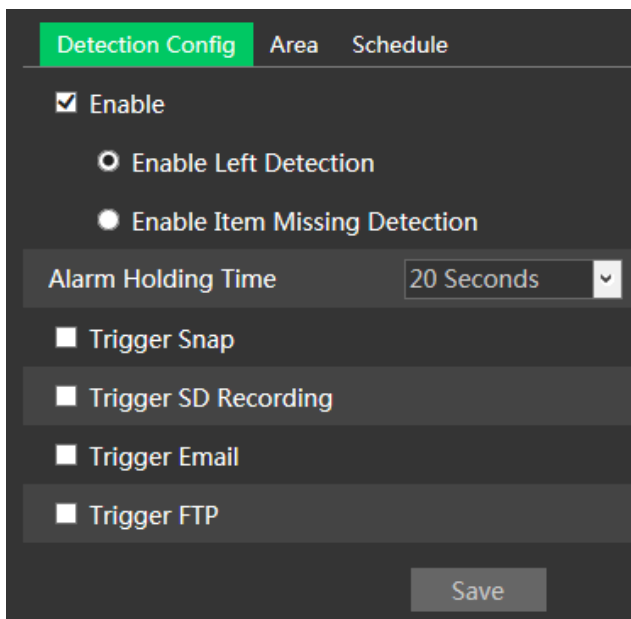 Detection Config Area Schedule
Enable
Enable Left Detection
Enable Item Missing Detection
Alarm Holding Time 20 Seconds
Trigger Snap
Trigger SD Recording
Trigger Email
Trigger FTP
Save